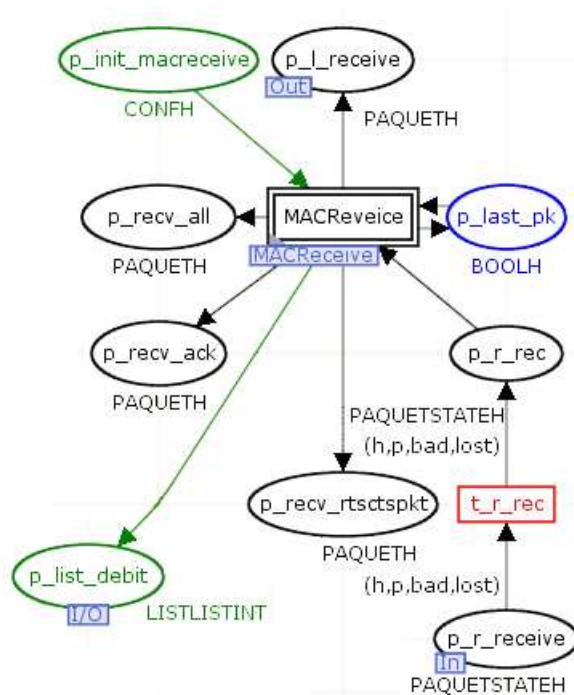 p_init_macreceive
p_l_receive
Out
CONFH
PAQUETH
p_recv_all
MACReveice
p_last_pk
PAQUETH
MACReceive
BOOLH
p_recv_ack
p_r_rec
PAQUETH
PAQUETSTATEH
(h,p,bad,lost)
p_recv_rtsctspkt
t_r_rec
PAQUETH
p_list_debit
(h,p,bad,lost)
I/O
LISTLISTINT
p_r_receive
In
PAQUETSTATEH